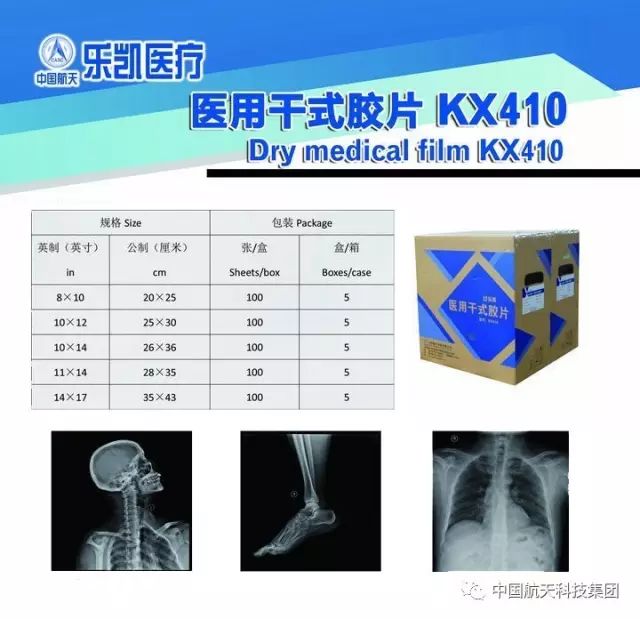 中国航天
乐凯医疗
医用干式胶片 KX410
Dry medical film KX410
规格 Size 包装 Package
英制（英寸） 公制（厘米） 张/盒 盒/箱
in cm Sheets/box Boxes/case
8×10 20×25 100 5
10×12 25×30 100 5
10×14 26×36 100 5
11×14 28×35 100 5
14×17 35×43 100 5
医用干式胶片
中国航天科技集团